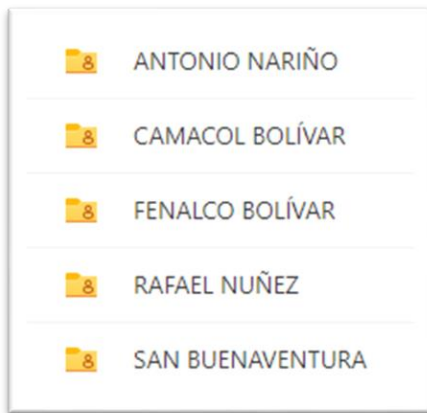 ANTONIO NARIÑO
CAMACOL BOLÍVAR
FENALCO BOLÍVAR
RAFAEL NUÑEZ
SAN BUENAVENTURA